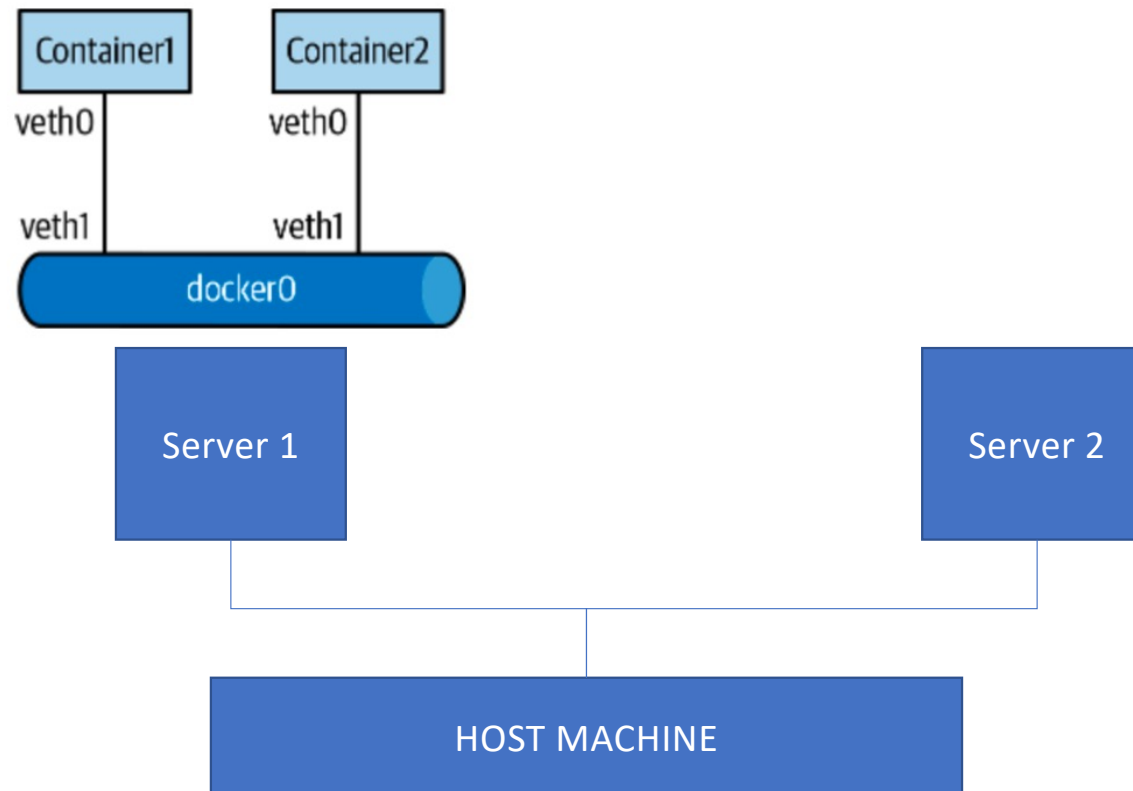 Container1 Container2
veth0 veth0
veth1 veth1
docker0
Server 1 Server 2
HOST MACHINE